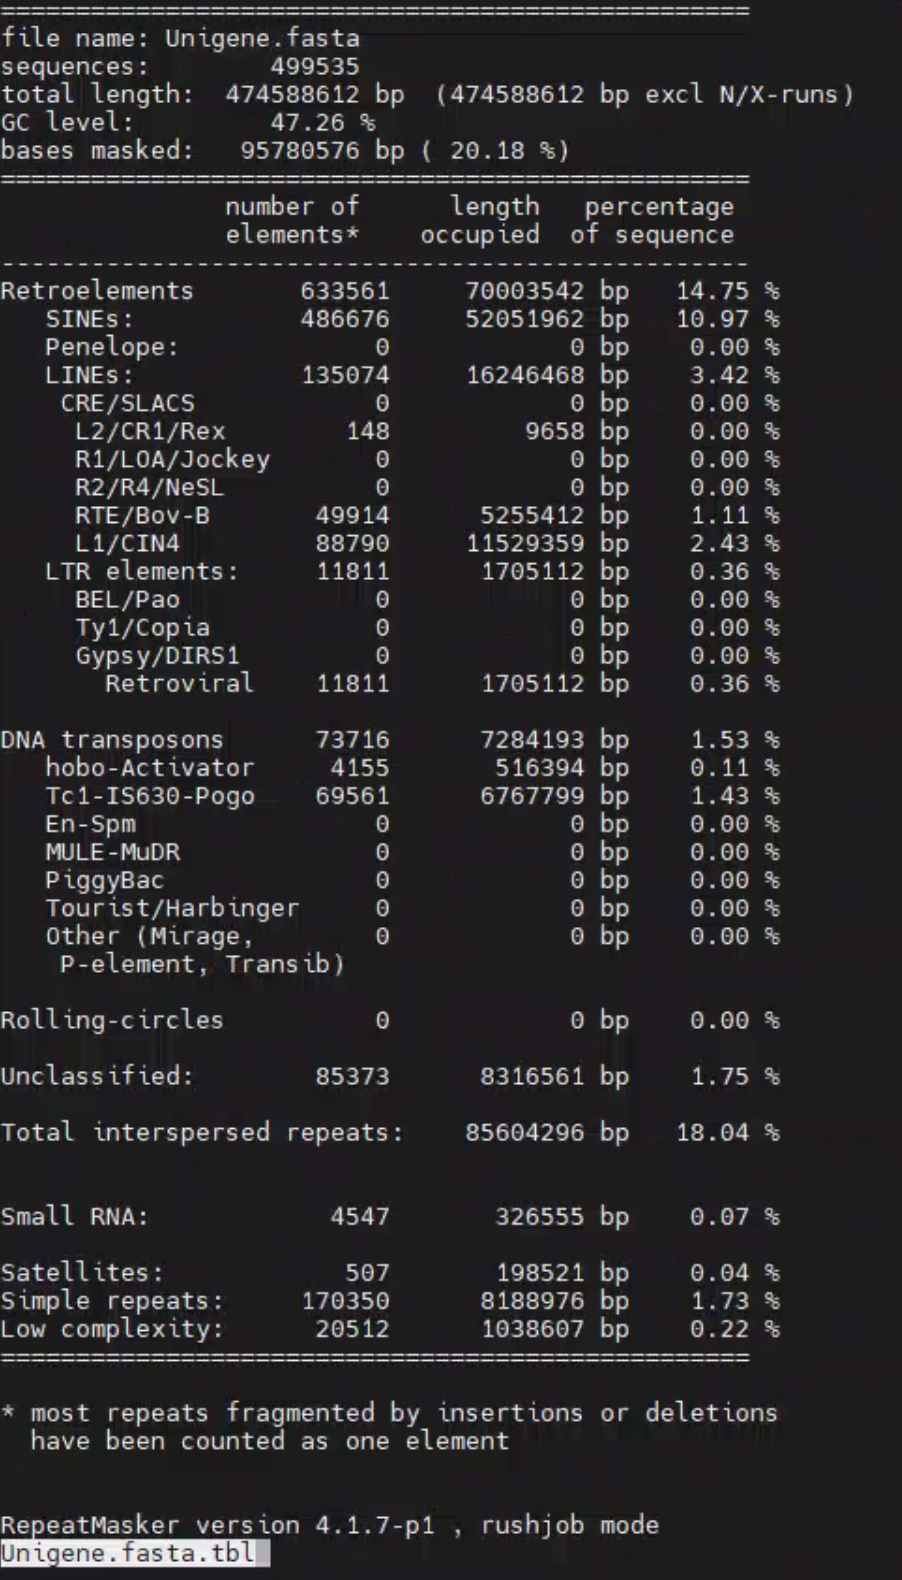 ==================================================
file name: Unigene.fasta
sequences:        499535
total length:  474588612 bp  (474588612 bp excl N/X-runs)
GC level:         47.26 %
bases masked:   95780576 bp ( 20.18 %)
==================================================
               number of      length   percentage
               elements*    occupied  of sequence
--------------------------------------------------
Retroelements       633561     70003542 bp   14.75 %
   SINEs:           486676     52051962 bp   10.97 %
   Penelope:             0            0 bp    0.00 %
   LINEs:           135074     16246468 bp    3.42 %
    CRE/SLACS            0            0 bp    0.00 %
     L2/CR1/Rex        148         9658 bp    0.00 %
     R1/LOA/Jockey       0            0 bp    0.00 %
     R2/R4/NeSL          0            0 bp    0.00 %
     RTE/Bov-B       49914      5255412 bp    1.11 %
     L1/CIN4         88790     11529359 bp    2.43 %
   LTR elements:     11811      1705112 bp    0.36 %
     BEL/Pao             0            0 bp    0.00 %
     Ty1/Copia           0            0 bp    0.00 %
     Gypsy/DIRS1         0            0 bp    0.00 %
       Retroviral    11811      1705112 bp    0.36 %
DNA transposons      73716      7284193 bp    1.53 %
   hobo-Activator     4155       516394 bp    0.11 %
   Tc1-IS630-Pogo    69561      6767799 bp    1.43 %
   En-Spm                0            0 bp    0.00 %
   MULE-MuDR             0            0 bp    0.00 %
   PiggyBac              0            0 bp    0.00 %
   Tourist/Harbinger     0            0 bp    0.00 %
   Other (Mirage,        0            0 bp    0.00 %
    P-element, Transib)
Rolling-circles          0            0 bp    0.00 %
Unclassified:        85373      8316561 bp    1.75 %
Total interspersed repeats:    85604296 bp   18.04 %
Small RNA:            4547       326555 bp    0.07 %
Satellites:            507       198521 bp    0.04 %
Simple repeats:     170350      8188976 bp    1.73 %
Low complexity:      20512      1038607 bp    0.22 %
==================================================
* most repeats fragmented by insertions or deletions
  have been counted as one element
RepeatMasker version 4.1.7-p1 , rushjob mode
Unigene.fasta.tbl